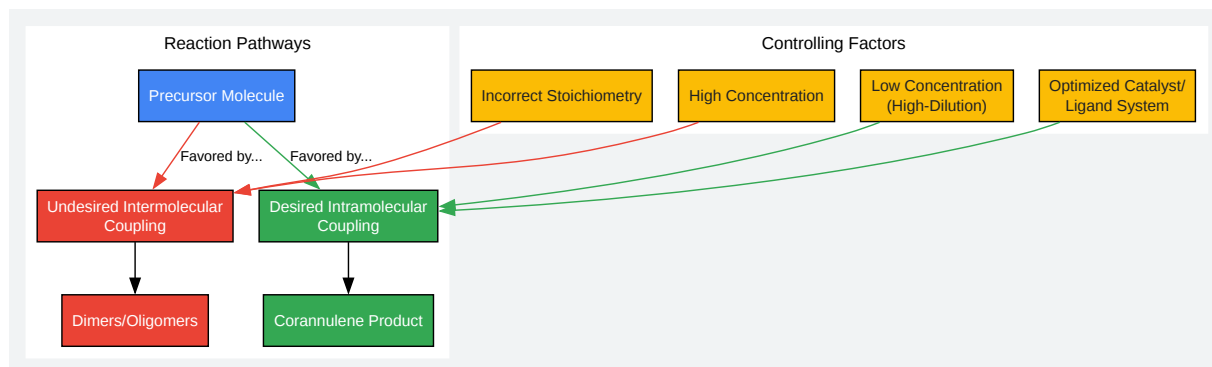 Reaction Pathways
Controlling Factors
Precursor Molecule
Incorrect Stoichiometry
High Concentration
Low Concentration
(High-Dilution)
Optimized Catalyst/
Ligand System
Favored by...
Favored by...
Undesired Intermolecular
Coupling
Desired Intramolecular
Coupling
Dimers/Oligomers
Corannulene Product